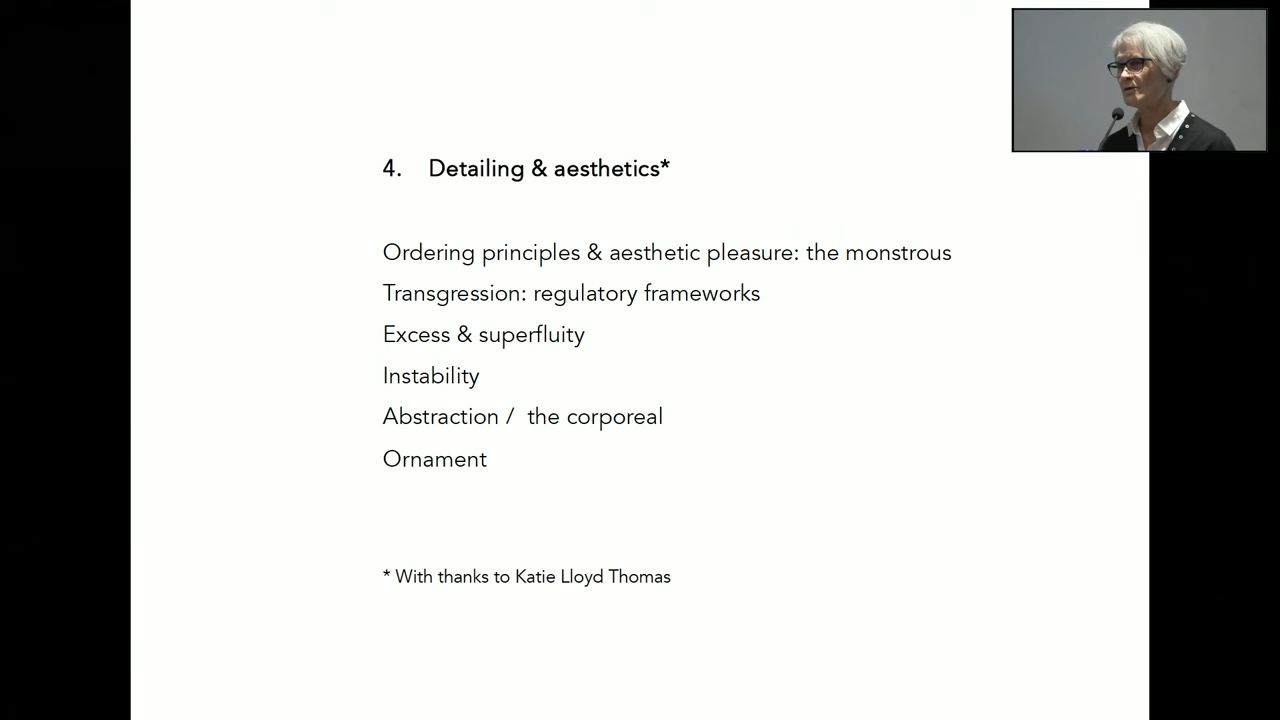 4. Detailing & aesthetics*
Ordering principles & aesthetic pleasure: the monstrous
Transgression: regulatory frameworks
Excess & superfluity
Instability
Abstraction / the corporeal
Ornament
* With thanks to Katie Lloyd Thomas